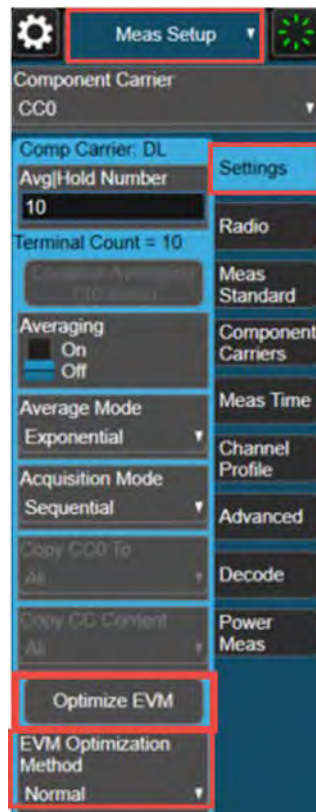 Meas Setup
Component Carrier
CC0
Comp Carrier: DL
Avg|Hold Number
10
Terminal Count = 10
Averaging
On
Off
Average Mode
Exponential
Acquisition Mode
Sequential
Copy CC0 To
All
Copy CC Content
All
Optimize EVM
EVM Optimization
Method
Normal
Settings
Radio
Meas
Standard
Component
Carriers
Meas Time
Channel
Profile
Advanced
Decode
Power
Meas